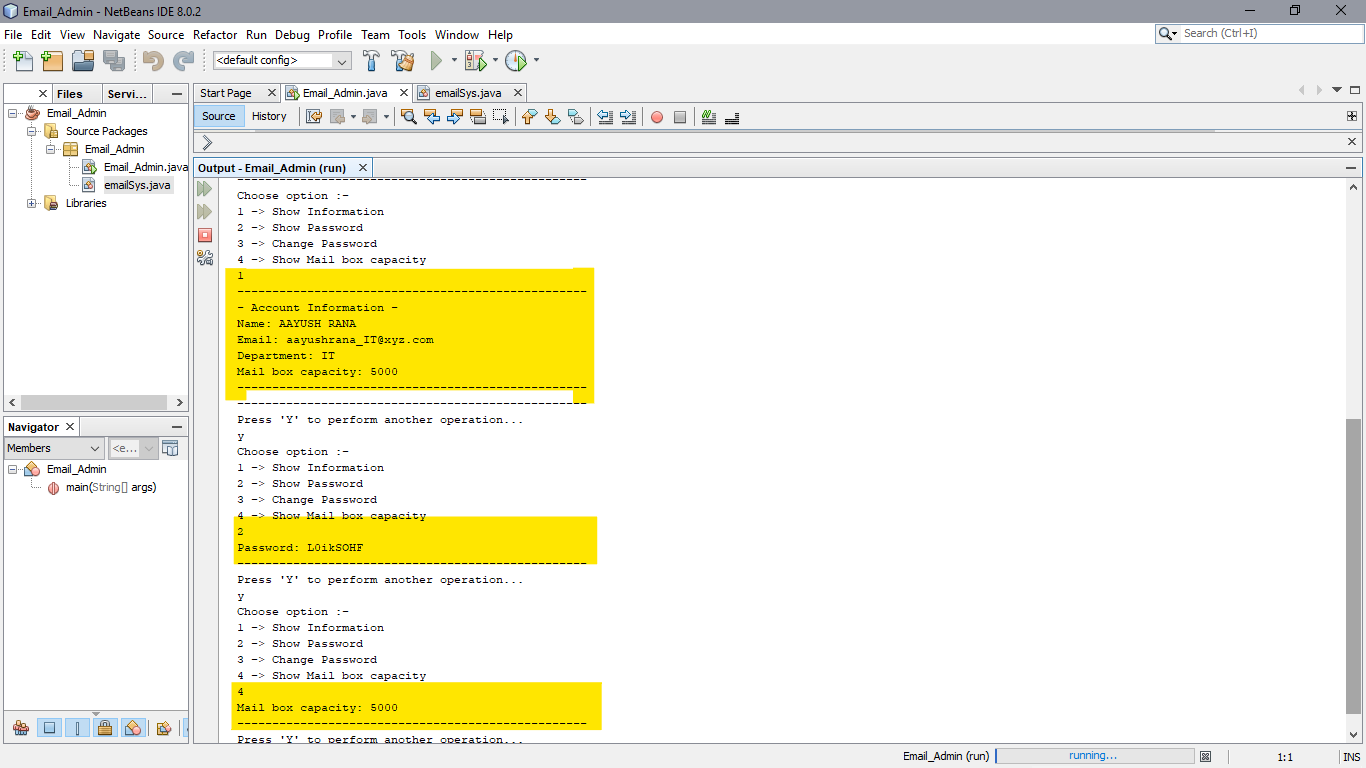 Email_Admin - NetBeans IDE 8.0.2
File Edit View Navigate Source Refactor Run Debug Profile Team Tools Window Help
Search (Ctrl+I)
<default config>
Files Servi...
Start Page Email_Admin.java emailSys.java
Source History
Email_Admin
Source Packages
Email_Admin
Email_Admin.java
emailSys.java
Libraries
Navigator
Members <e...
Email_Admin
main(String[] args)
Output - Email_Admin (run)
--------------------------------------------------
Choose option :-
1 -> Show Information
2 -> Show Password
3 -> Change Password
4 -> Show Mail box capacity
1
--------------------------------------------------
- Account Information -
Name: AAYUSH RANA
Email: aayushrana_IT@xyz.com
Department: IT
Mail box capacity: 5000
--------------------------------------------------
--------------------------------------------------
Press 'Y' to perform another operation...
y
Choose option :-
1 -> Show Information
2 -> Show Password
3 -> Change Password
4 -> Show Mail box capacity
2
Password: L0ikSOHF
--------------------------------------------------
Press 'Y' to perform another operation...
y
Choose option :-
1 -> Show Information
2 -> Show Password
3 -> Change Password
4 -> Show Mail box capacity
4
Mail box capacity: 5000
--------------------------------------------------
Press 'Y' to perform another operation...
Email_Admin (run) running... 1:1 INS